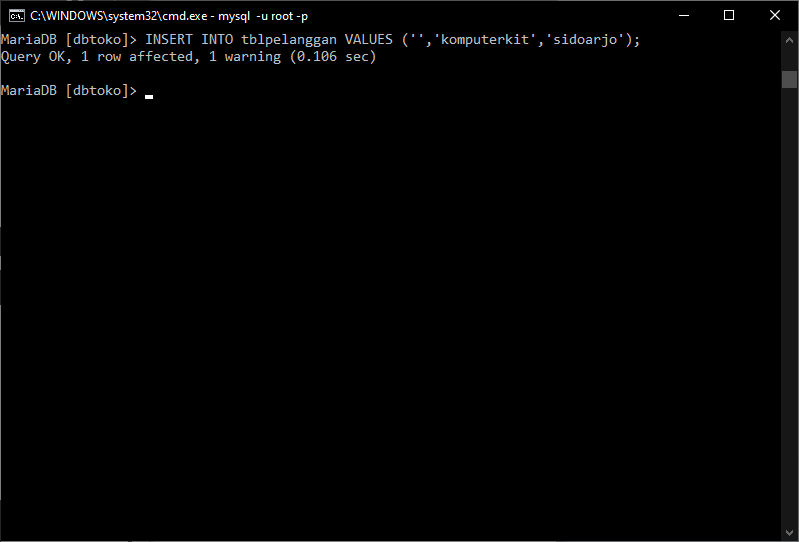 C:\WINDOWS\system32\cmd.exe - mysql  -u root -p
MariaDB [dbtoko]> INSERT INTO tblpelanggan VALUES ('','komputerkit','sidoarjo');
Query OK, 1 row affected, 1 warning (0.106 sec)
MariaDB [dbtoko]>